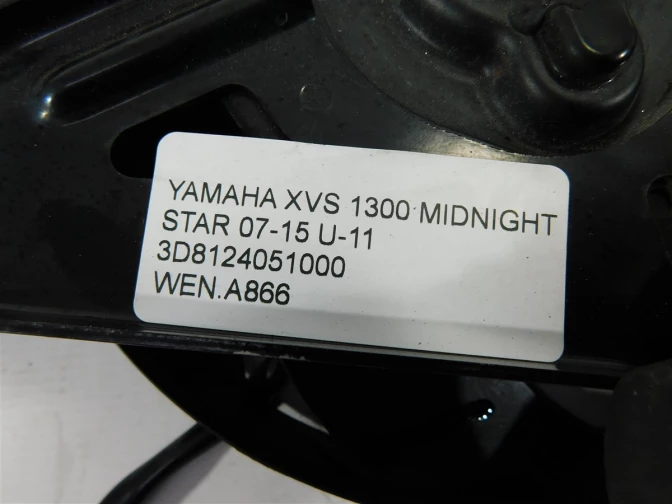 YAMAHA XVS 1300 MIDNIGHT
STAR 07-15 U-11
3D8124051000
WEN.A866